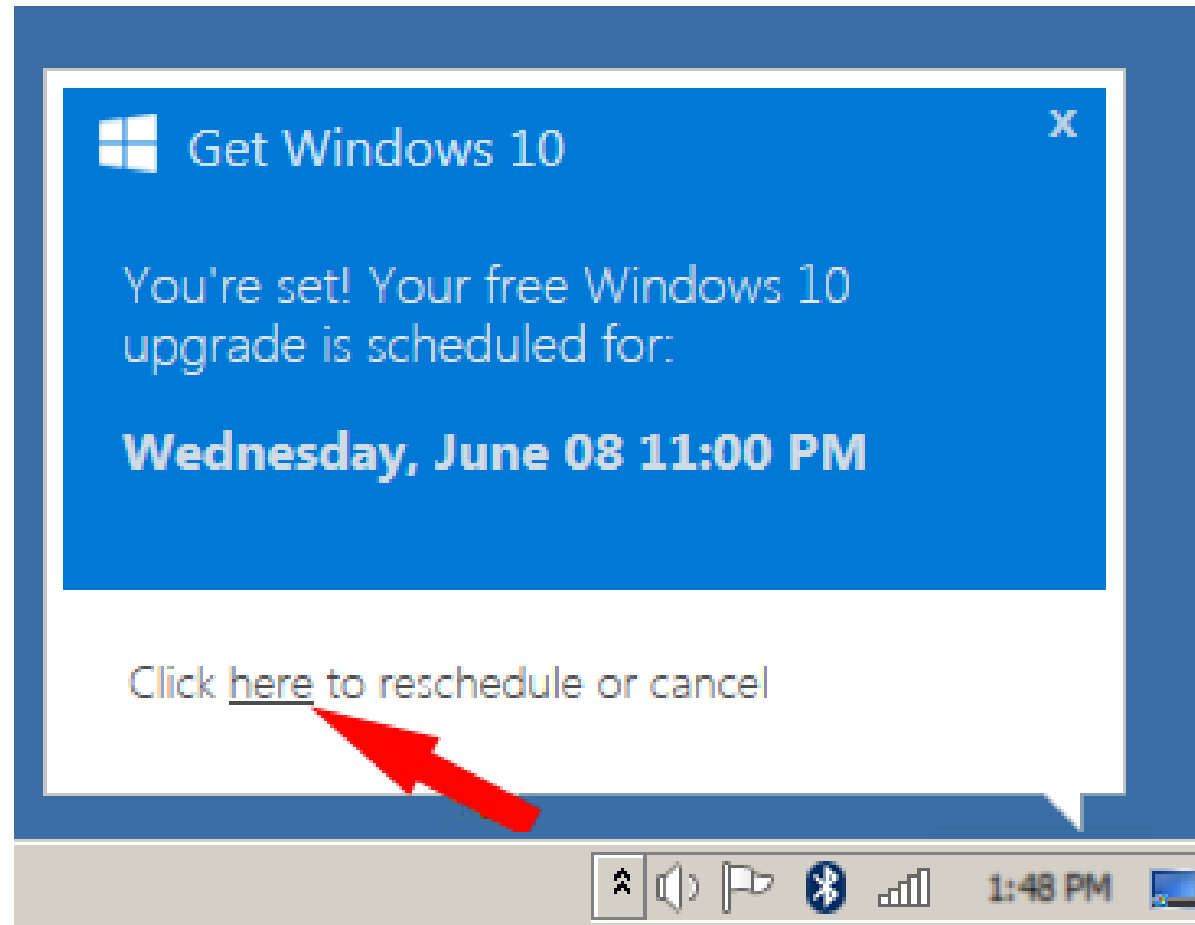 Get Windows 10
X
You're set! Your free Windows 10
upgrade is scheduled for:
Wednesday, June 08 11:00 PM
Click here to reschedule or cancel
1:48 PM